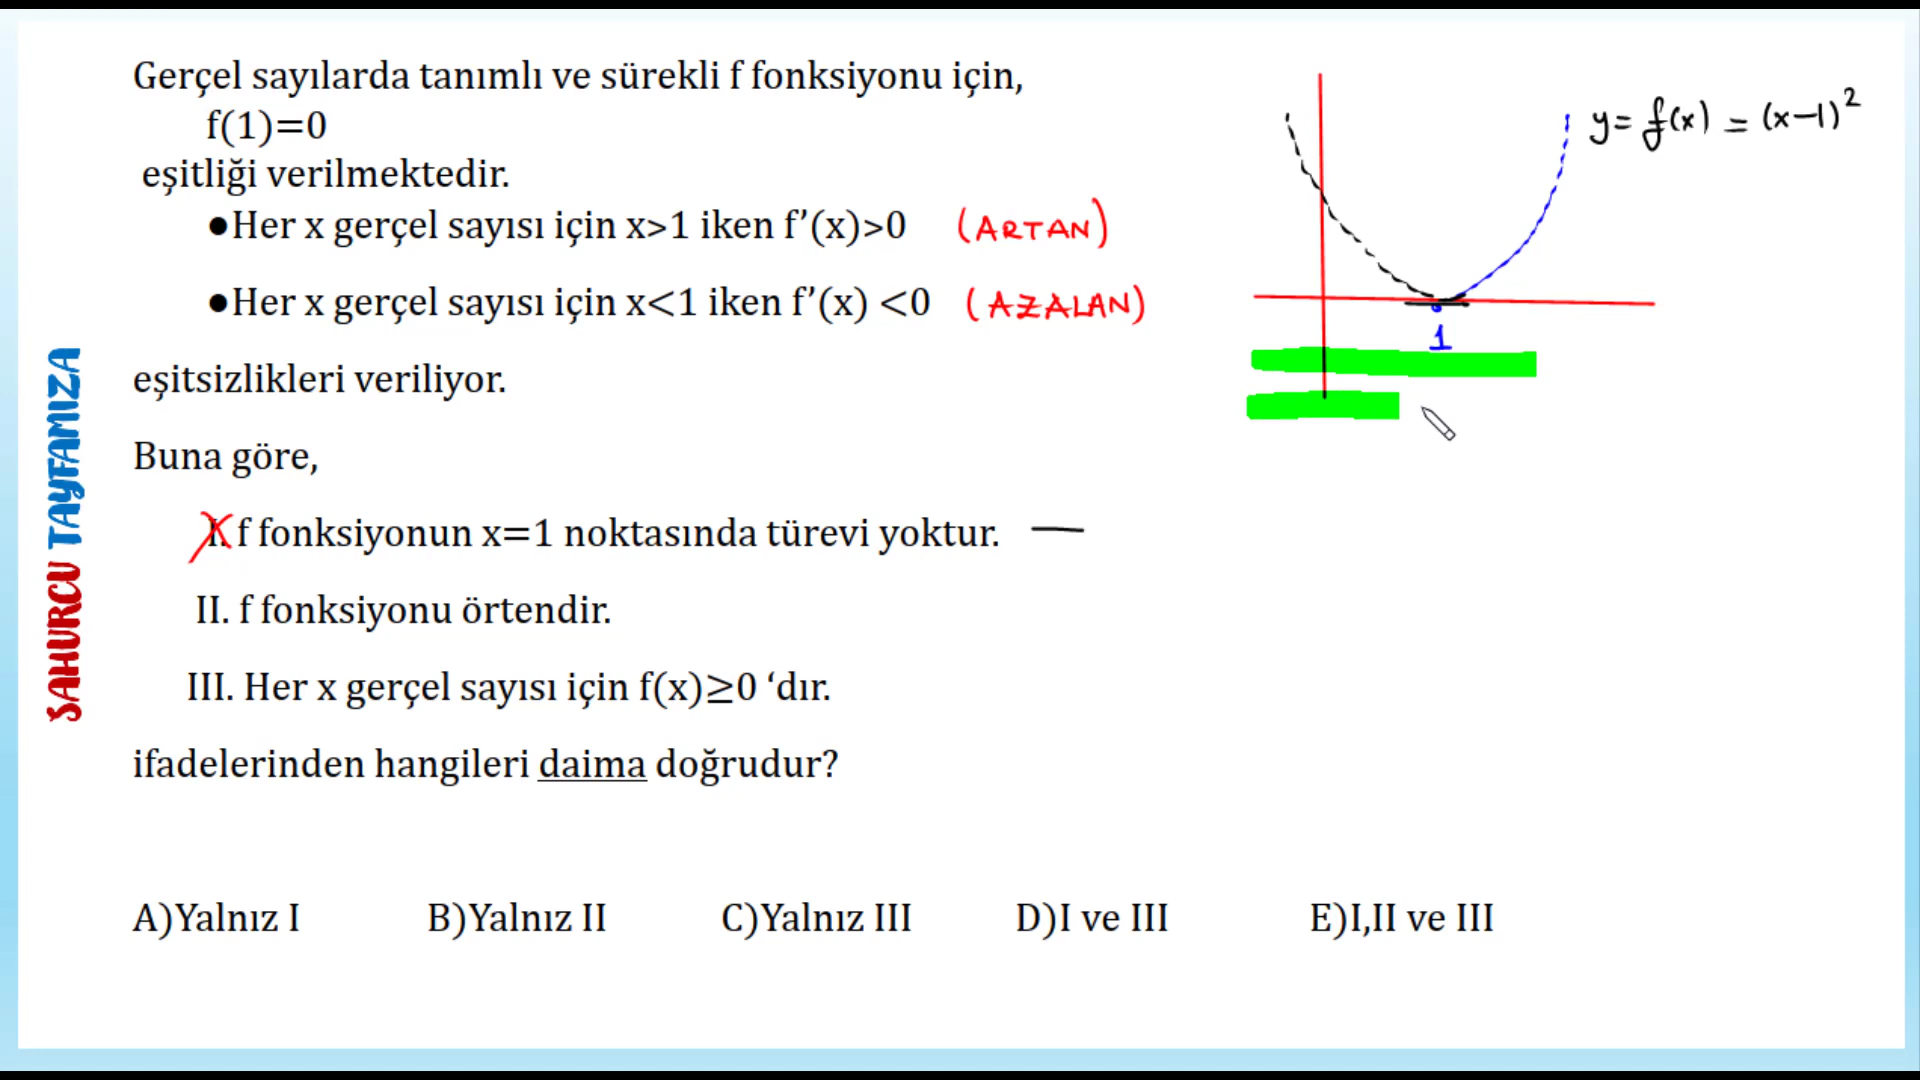 Gerçel sayılarda tanımlı ve sürekli f fonksiyonu için,
f(1)=0
eşitliği verilmektedir.
●Her x gerçel sayısı için x>1 iken f’(x)>0 (ARTAN)
●Her x gerçel sayısı için x<1 iken f’(x) <0 (AZALAN)
eşitsizlikleri veriliyor.
Buna göre,
I. f fonksiyonun x=1 noktasında türevi yoktur.
II. f fonksiyonu örtendir.
III. Her x gerçel sayısı için f(x)≥0 ‘dır.
ifadelerinden hangileri daima doğrudur?
A)Yalnız I B)Yalnız II C)Yalnız III D)I ve III E)I,II ve III
y= f(x) = (x-1)²
1
SAHURCU TAYFAMIZA